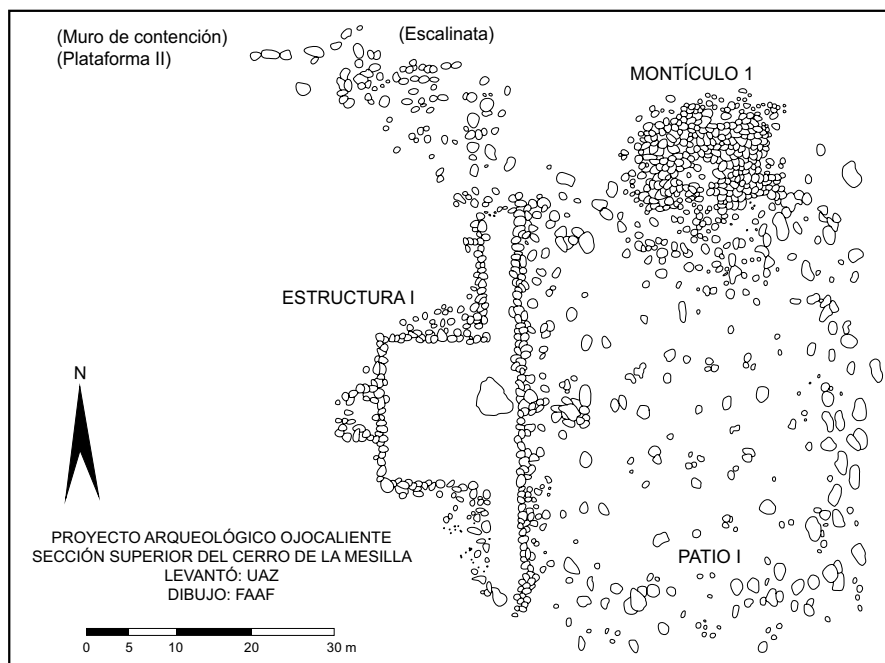 (Muro de contención)
(Plataforma II)
(Escalinata)
MONTÍCULO 1
ESTRUCTURA I
N
PROYECTO ARQUEOLÓGICO OJOCALIENTE
SECCIÓN SUPERIOR DEL CERRO DE LA MESILLA
LEVANTÓ: UAZ
DIBUJO: FAAF
PATIO I
0 5 10 20 30 m